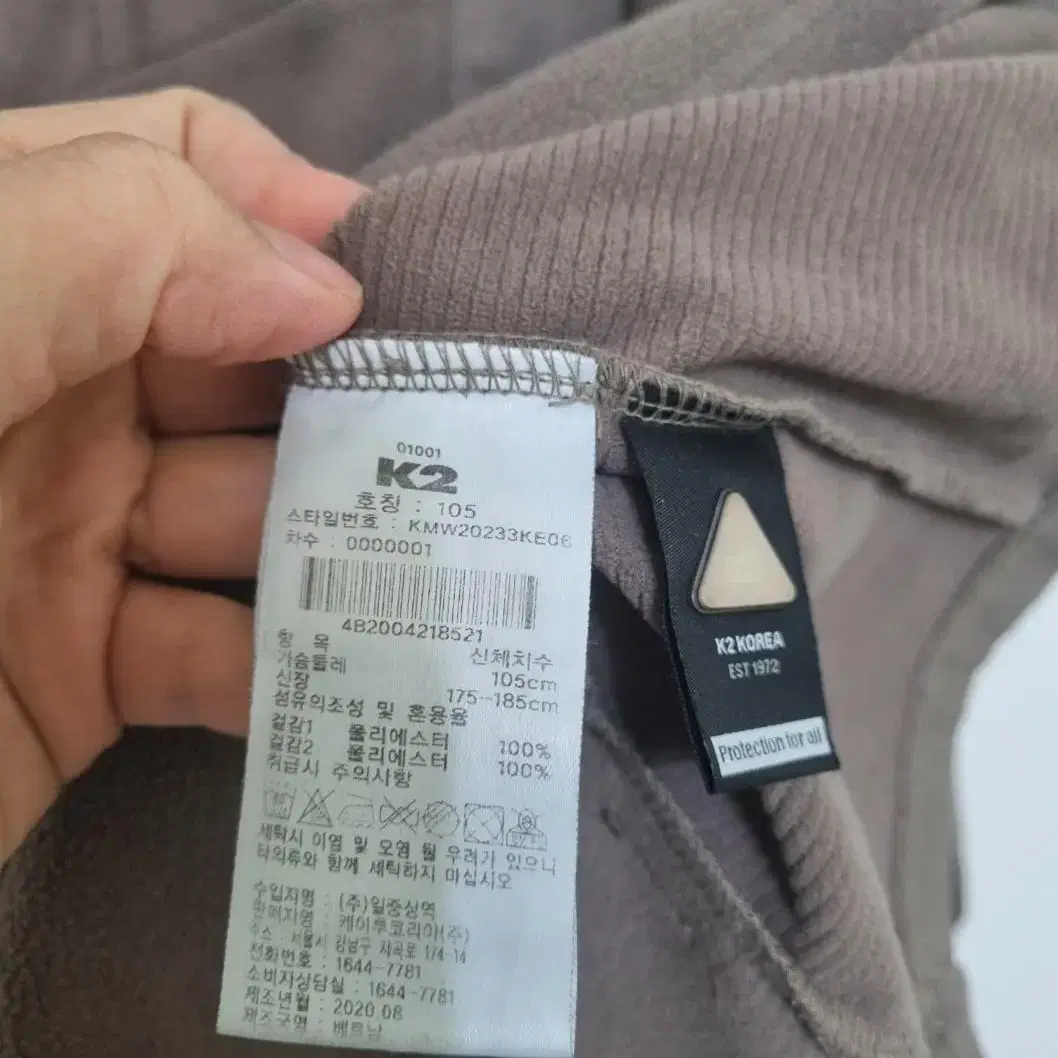 01001
K2
호칭 : 105
스타일번호 : KMW20233KE06
차수 : 0000001
4B2004218521
항 목 신체치수
가슴둘레 105cm
신장 175-185cm
섬유의조성 및 혼용율
겉감1 폴리에스터 100%
겉감2 폴리에스터 100%
취급시 주의사항
세탁시 이염 및 오염 될 우려가 있으니
타의류와 함께 세탁하지 마십시오
수입자명 : (주)일중상역
판매자명 : 케이투코리아(주)
주소 : 서울시 강남구 자곡로 174-14
전화번호 : 1644-7781
소비자상담실 : 1644-7781
제조년월 : 2020.08
제조국명 : 베트남
K2 KOREA
EST 1972
Protection for all